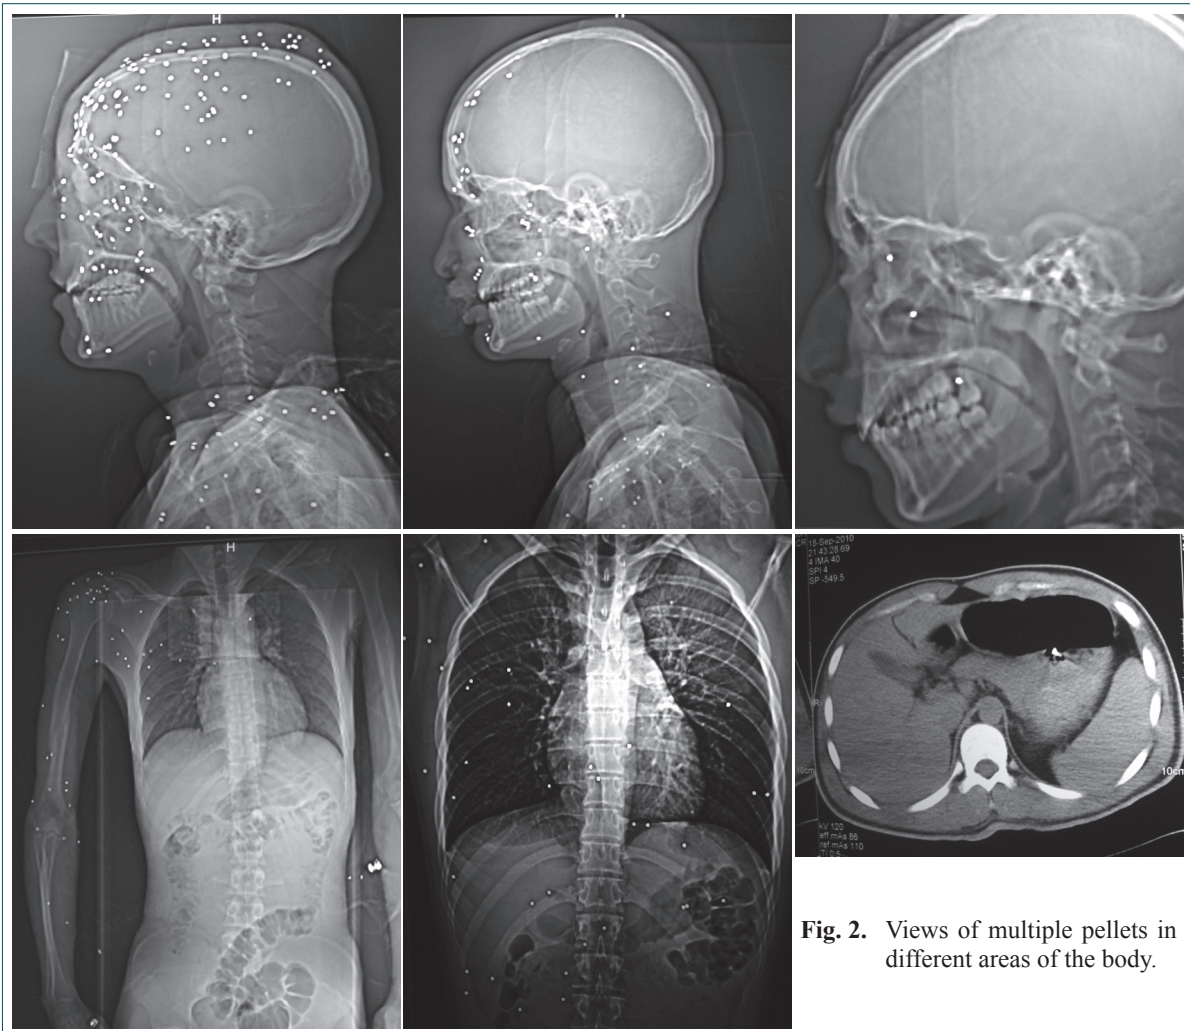 H
H
H
CR 15-Sep-2010
21 43 28.69
4 IMA 40
SPI 4
SP -549.5
R
10cm
10cm
kV 120
eff mAs 86
ref mAs 110
TI 0.5
Fig. 2. Views of multiple pellets in
different areas of the body.